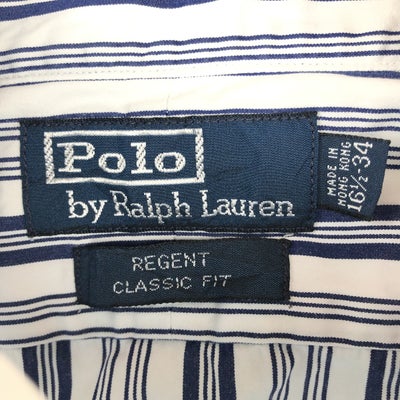 Polo
by Ralph Lauren
MADE IN
HONG KONG
16½-34
REGENT
CLASSIC FIT